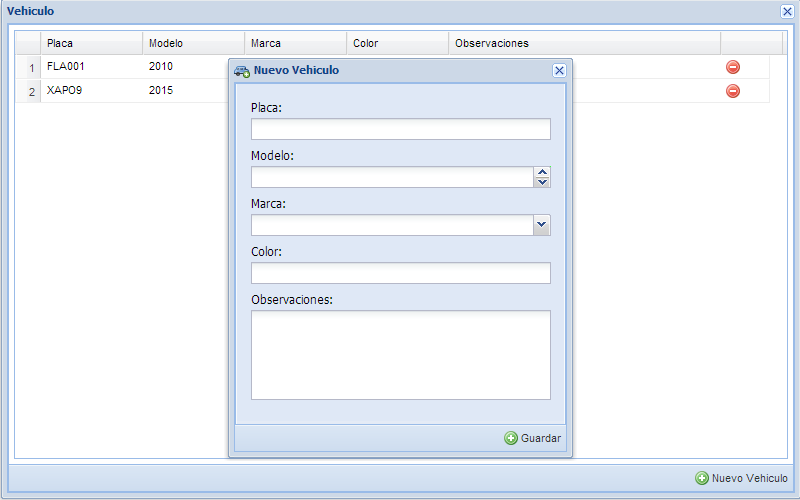 Vehiculo
Placa Modelo Marca Color Observaciones
1 FLA001 2010
2 XAPO9 2015
Nuevo Vehiculo
Placa:
Modelo:
Marca:
Color:
Observaciones:
Guardar
Nuevo Vehiculo